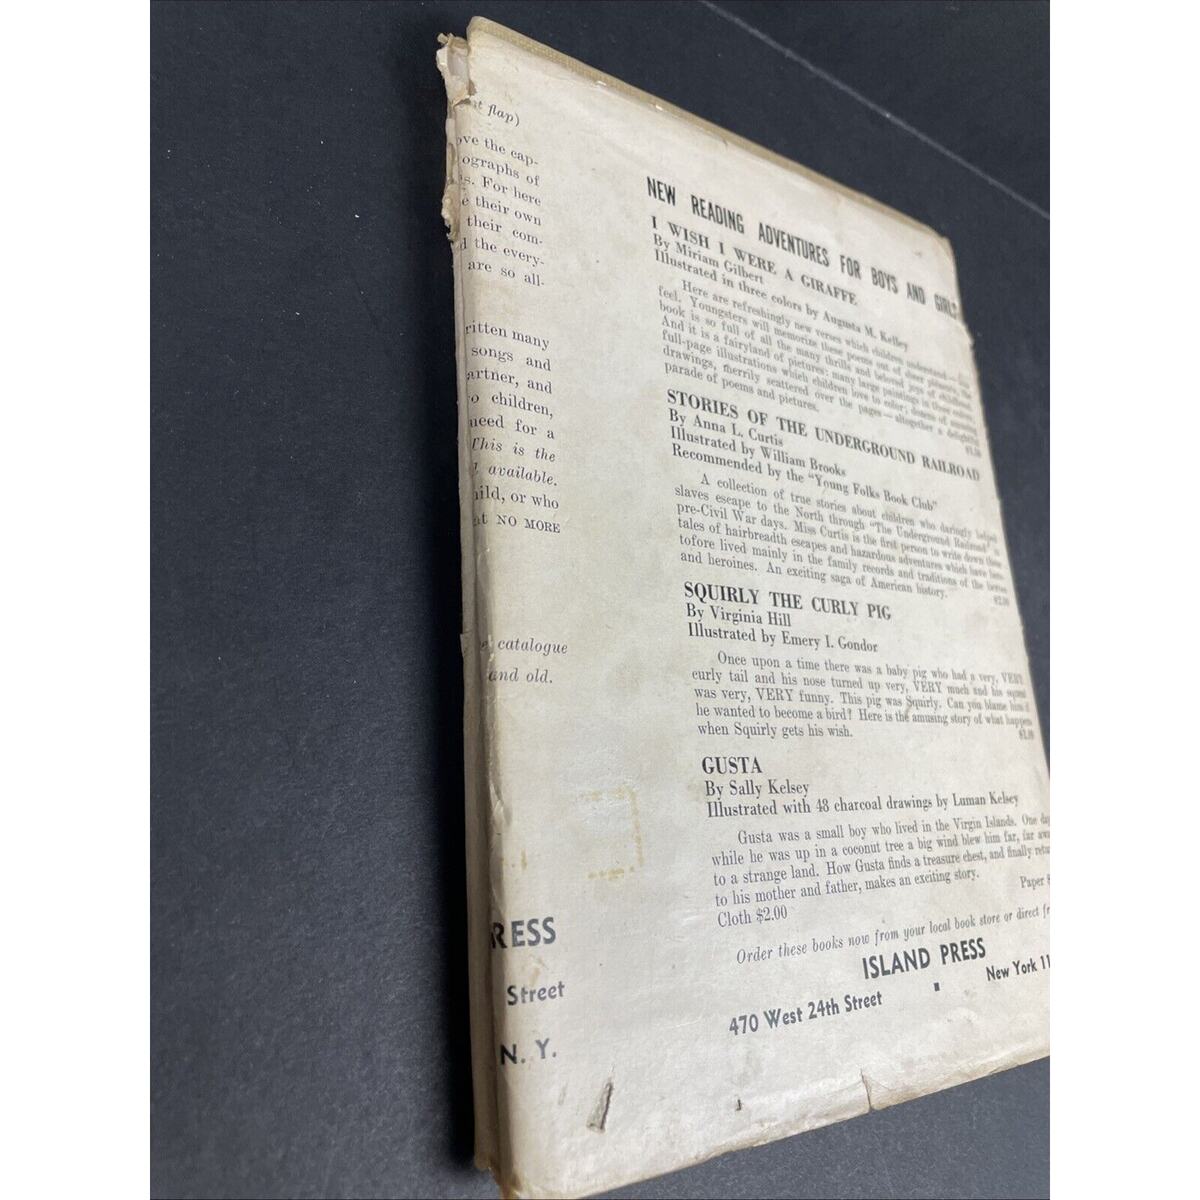 t flap)
ove the cap-
ographs of
s. For here
e their own
their com-
d the every-
are so all-
ritten many
songs and
artner, and
o children,
need for a
This is the
available.
ild, or who
at NO MORE
catalogue
and old.
RESS
Street
N. Y.
NEW READING ADVENTURES FOR BOYS AND GIRLS
I WISH I WERE A GIRAFFE
By Miriam Gilbert
Illustrated in three colors by Augusta M. Kelley
Here are refreshingly new verses which children understand
feel. Youngsters will memorize these poems out of sheer pleasure, the
book is so full of all the many thrills and beloved joys of childhood.
And it is a fairyland of pictures: many large paintings in three colors;
full-page illustrations which children love to color; dozens of amusing
drawings, merrily scattered over the pages—altogether a delightful
parade of poems and pictures.
STORIES OF THE UNDERGROUND RAILROAD
By Anna L. Curtis
Illustrated by William Brooks
Recommended by the "Young Folks Book Club"
A collection of true stories about children who daringly helped
slaves escape to the North through "The Underground Railroad" in
pre-Civil War days. Miss Curtis is the first person to write down these
tales of hairbreadth escapes and hazardous adventures which have here-
tofore lived mainly in the family records and traditions of the heroes
and heroines. An exciting saga of American history. $2.00
SQUIRLY THE CURLY PIG
By Virginia Hill
Illustrated by Emery I. Gondor
Once upon a time there was a baby pig who had a very, VERY
curly tail and his nose turned up very, VERY much and his squeal
was very, VERY funny. This pig was Squirly. Can you blame him if
he wanted to become a bird? Here is the amusing story of what happens
when Squirly gets his wish.
GUSTA
By Sally Kelsey
Illustrated with 48 charcoal drawings by Luman Kelsey
Gusta was a small boy who lived in the Virgin Islands. One day
while he was up in a coconut tree a big wind blew him far, far awa
to a strange land. How Gusta finds a treasure chest, and finally retu
to his mother and father, makes an exciting story.
Paper
Cloth $2.00
Order these books now from your local book store or direct fr
ISLAND PRESS
470 West 24th Street ▪ New York 11